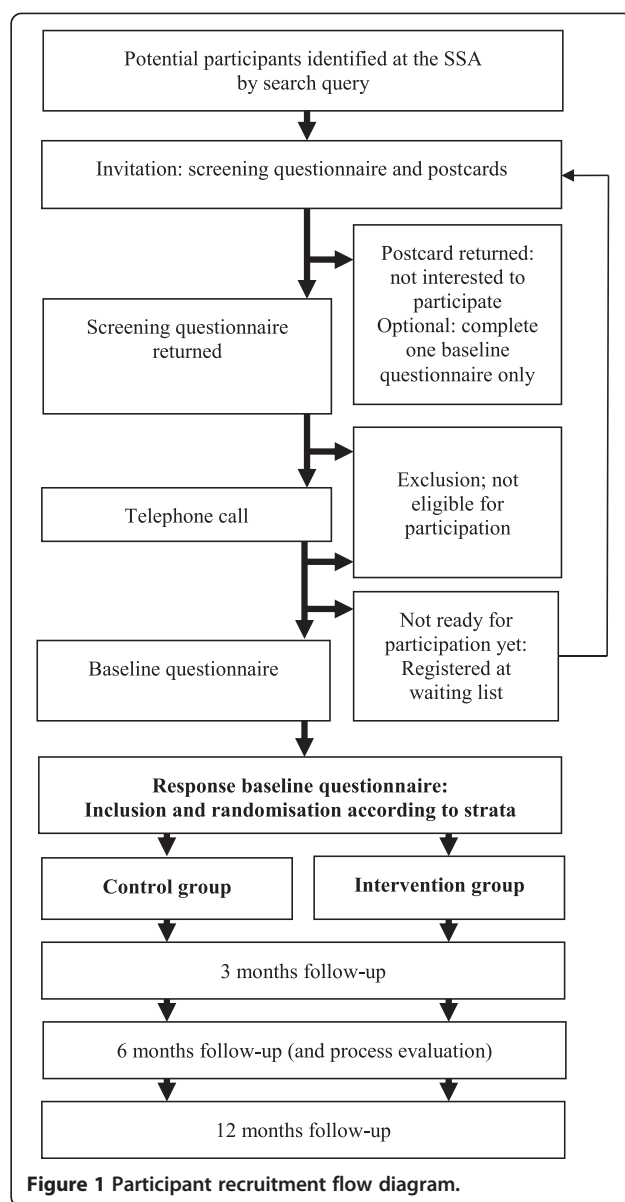 Potential participants identified at the SSA
by search query
Invitation: screening questionnaire and postcards
Postcard returned:
not interested to
participate
Optional: complete
one baseline
questionnaire only
Screening questionnaire
returned
Exclusion; not
eligible for
participation
Telephone call
Not ready for
participation yet:
Registered at
waiting list
Baseline questionnaire
Response baseline questionnaire:
Inclusion and randomisation according to strata
Control group
Intervention group
3 months follow-up
6 months follow-up (and process evaluation)
12 months follow-up
Figure 1 Participant recruitment flow diagram.